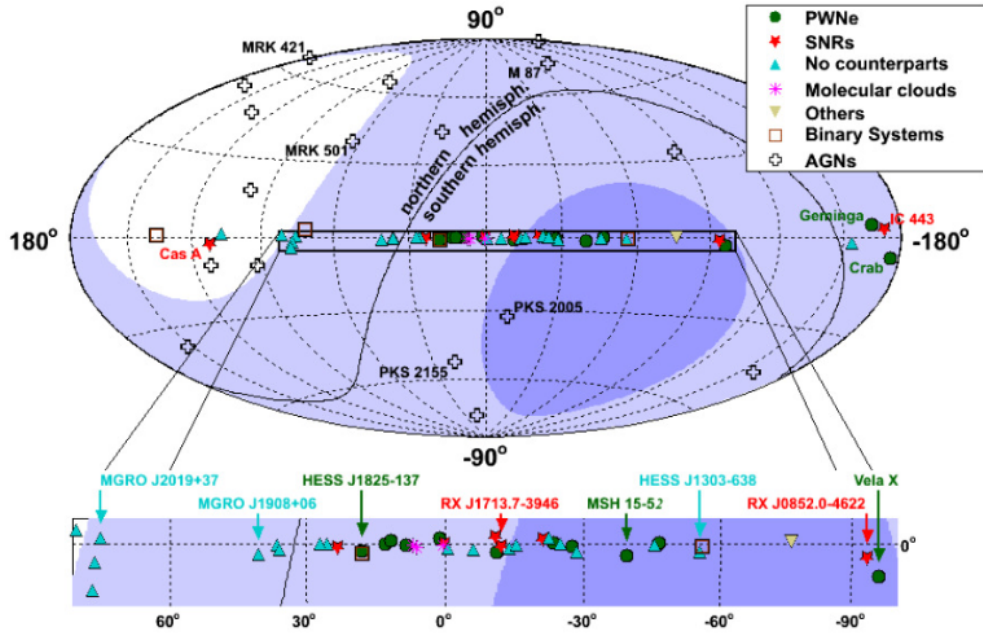 90°
PWNe
SNRs
No counterparts
Molecular clouds
Others
Binary Systems
AGNs
MRK 421
M 87
northern hemisph.
southern hemisph
MRK 501
Geminga
IC 443
180°
-180°
Cas A
Crab
PKS 2005
PKS 2155
-90°
MGRO J2019+37
HESS J1825-137
HESS J1303-638
Vela X
MGRO J1908+06
RX J1713.7-3946
MSH 15-52
RX J0852.0-4622
0°
60°
30°
0°
-30°
-60°
-90°